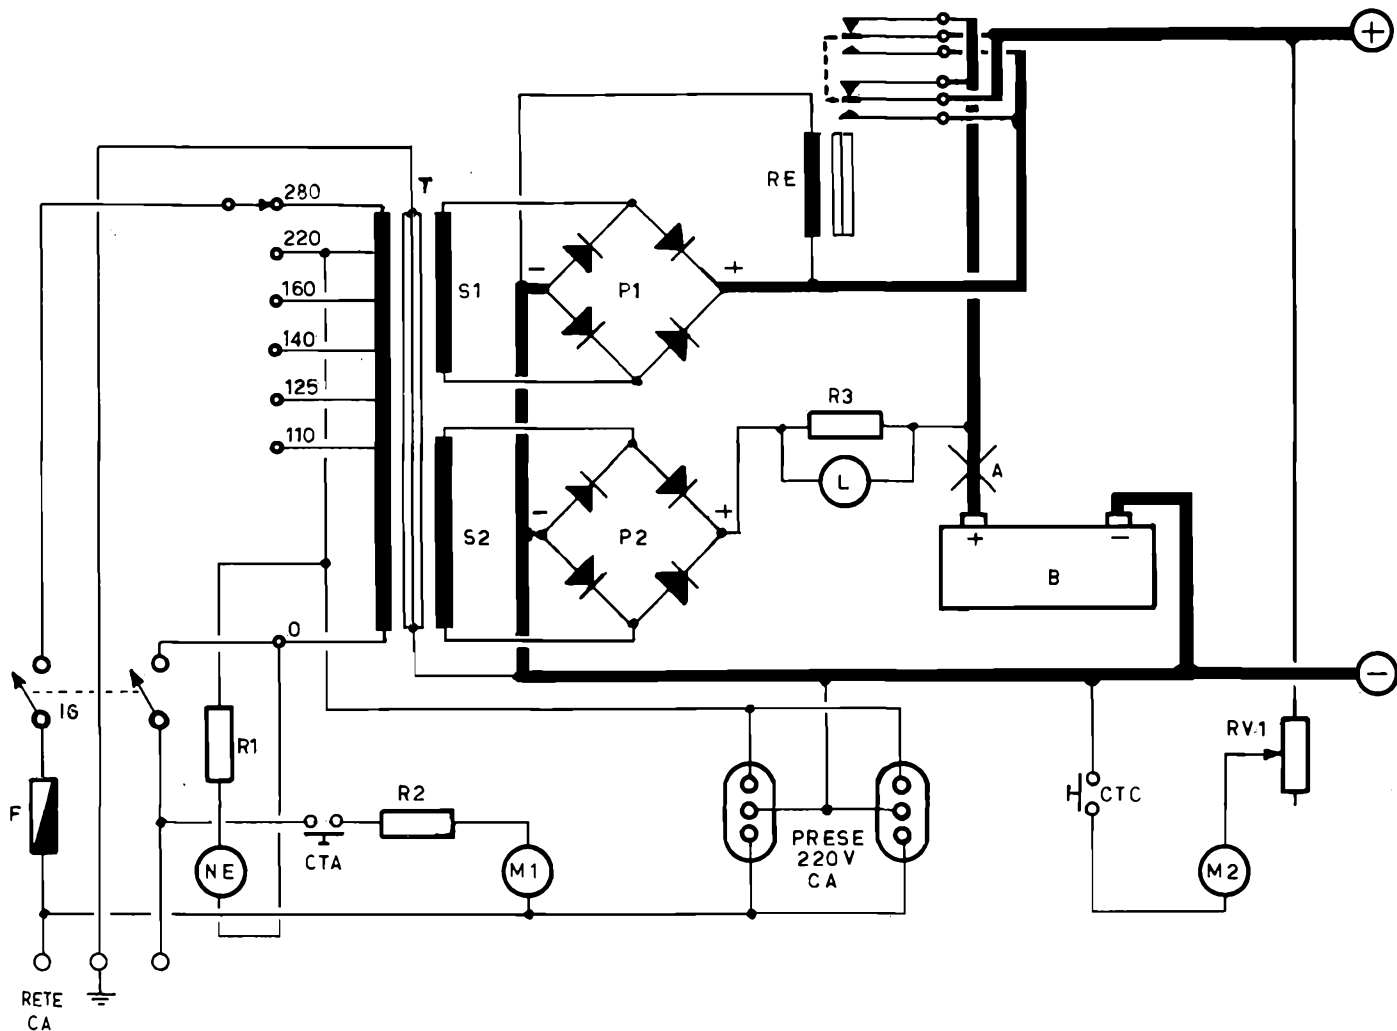 +
T
280
RE
220
-
+
160
S1
P1
140
125
R3
110
L
A
-
+
S2
P2
+
-
B
0
-
IG
R1
RV1
R2
CTC
F
PRESE
220V
CA
NE
CTA
M1
M2
RETE
CA